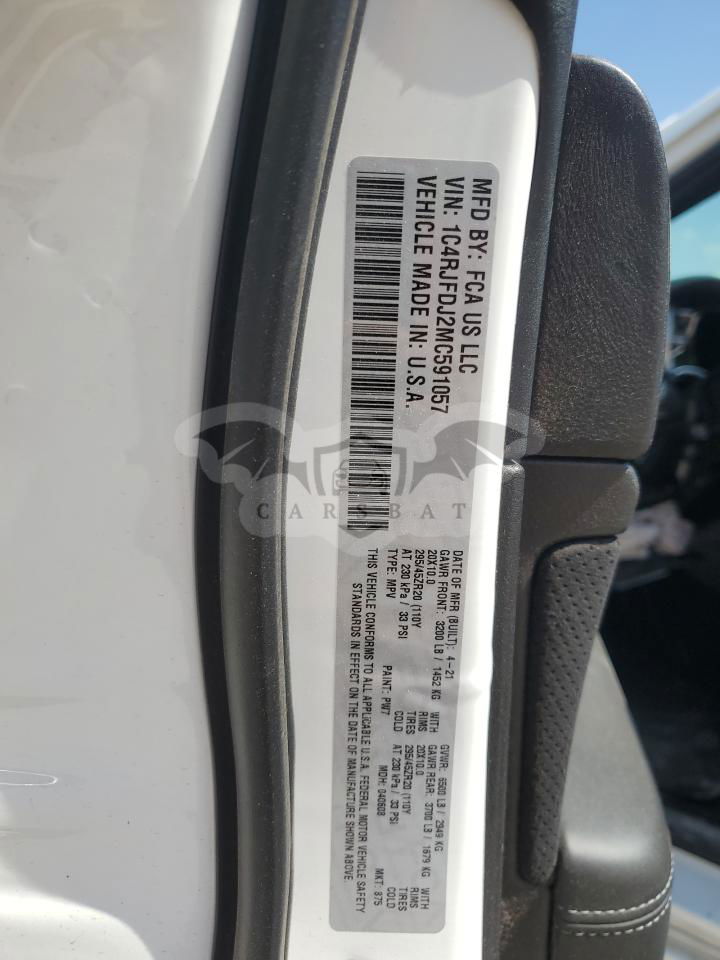 MFD BY: FCA US LLC
VIN: 1C4RJFDJ2MC591057
VEHICLE MADE IN: U.S.A.
DATE OF MFR (BUILT): 4-21 GVWR: 6500 LB / 2949 KG
GAWR FRONT: 3200 LB / 1452 KG WITH GAWR REAR: 3700 LB / 1679 KG WITH
20X10.0 RIMS 20X10.0 RIMS
295/45ZR20 (110Y TIRES 295/45ZR20 (110Y TIRES
AT 230 kPa / 33 PSI COLD AT 230 kPa / 33 PSI COLD
TYPE: MPV PAINT: PW7 MDH: 040608 MKT: 875
THIS VEHICLE CONFORMS TO ALL APPLICABLE U.S.A. FEDERAL MOTOR VEHICLE SAFETY
STANDARDS IN EFFECT ON THE DATE OF MANUFACTURE SHOWN ABOVE.
CARSBAT